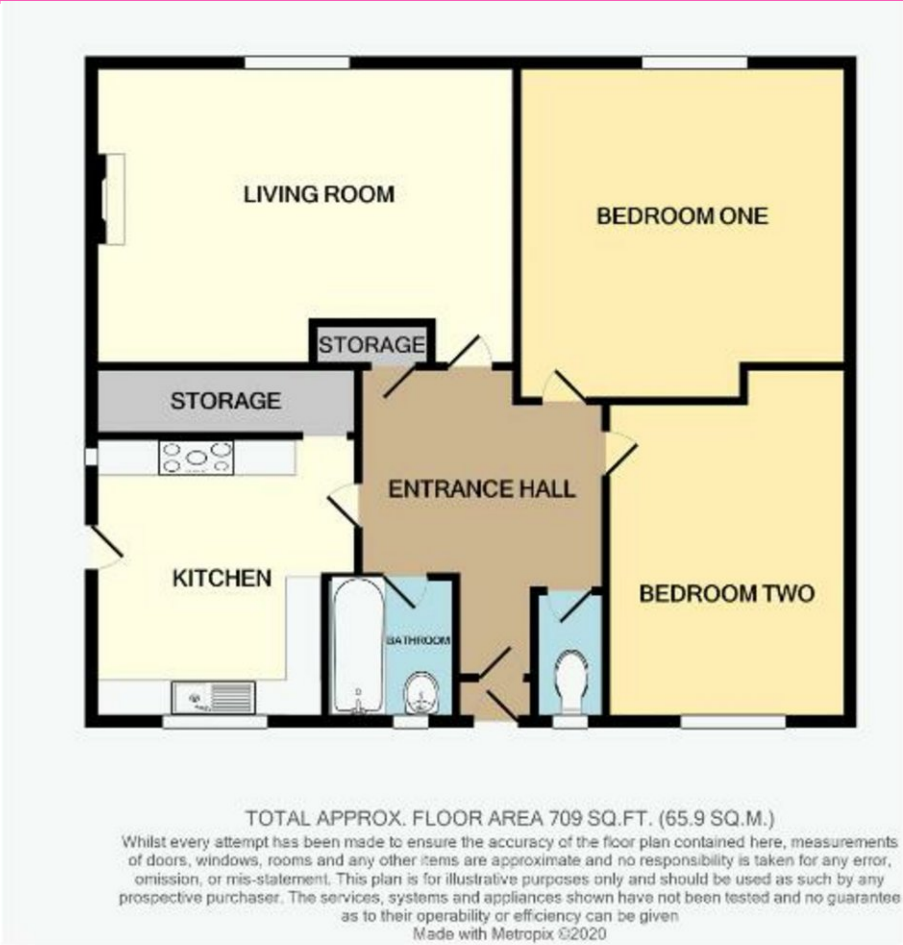 LIVING ROOM
BEDROOM ONE
STORAGE
STORAGE
ENTRANCE HALL
KITCHEN
BEDROOM TWO
BATHROOM
TOTAL APPROX. FLOOR AREA 709 SQ.FT. (65.9 SQ.M.)
Whilst every attempt has been made to ensure the accuracy of the floor plan contained here, measurements
of doors, windows, rooms and any other items are approximate and no responsibility is taken for any error,
omission, or mis-statement. This plan is for illustrative purposes only and should be used as such by any
prospective purchaser. The services, systems and appliances shown have not been tested and no guarantee
as to their operability or efficiency can be given
Made with Metropix ©2020